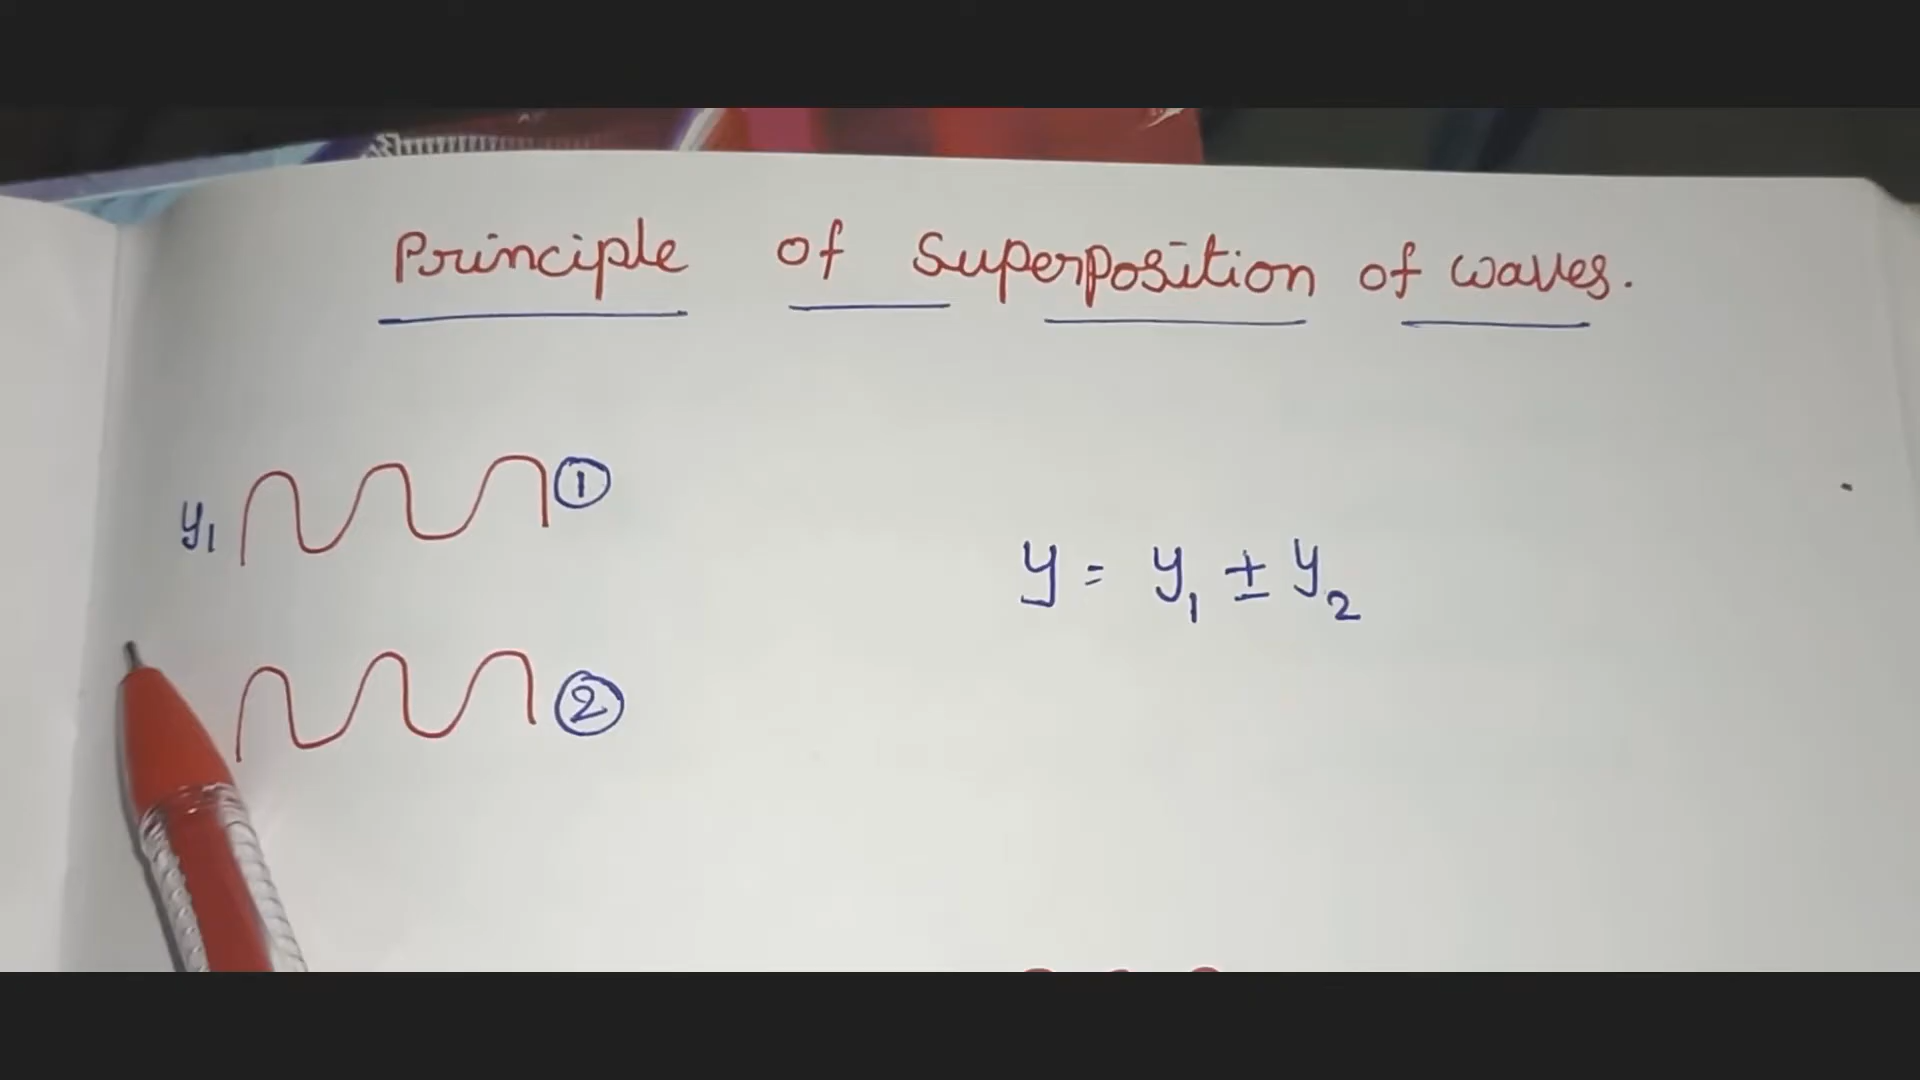 Principle of Superposition of waves.
y₁ ①
y = y₁ ± y₂
②